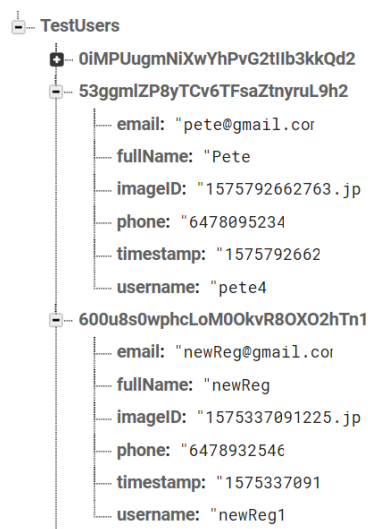 TestUsers
0iMPUugmNiXwYhPvG2tIIb3kkQd2
53ggmlZP8yTCv6TFsaZtnyruL9h2
email: "pete@gmail.cor
fullName: "Pete
imageID: "1575792662763.jp
phone: "6478095234
timestamp: "1575792662
username: "pete4
600u8s0wphcLoM0OkvR8OXO2hTn1
email: "newReg@gmail.cor
fullName: "newReg
imageID: "1575337091225.jp
phone: "6478932546
timestamp: "1575337091
username: "newReg1